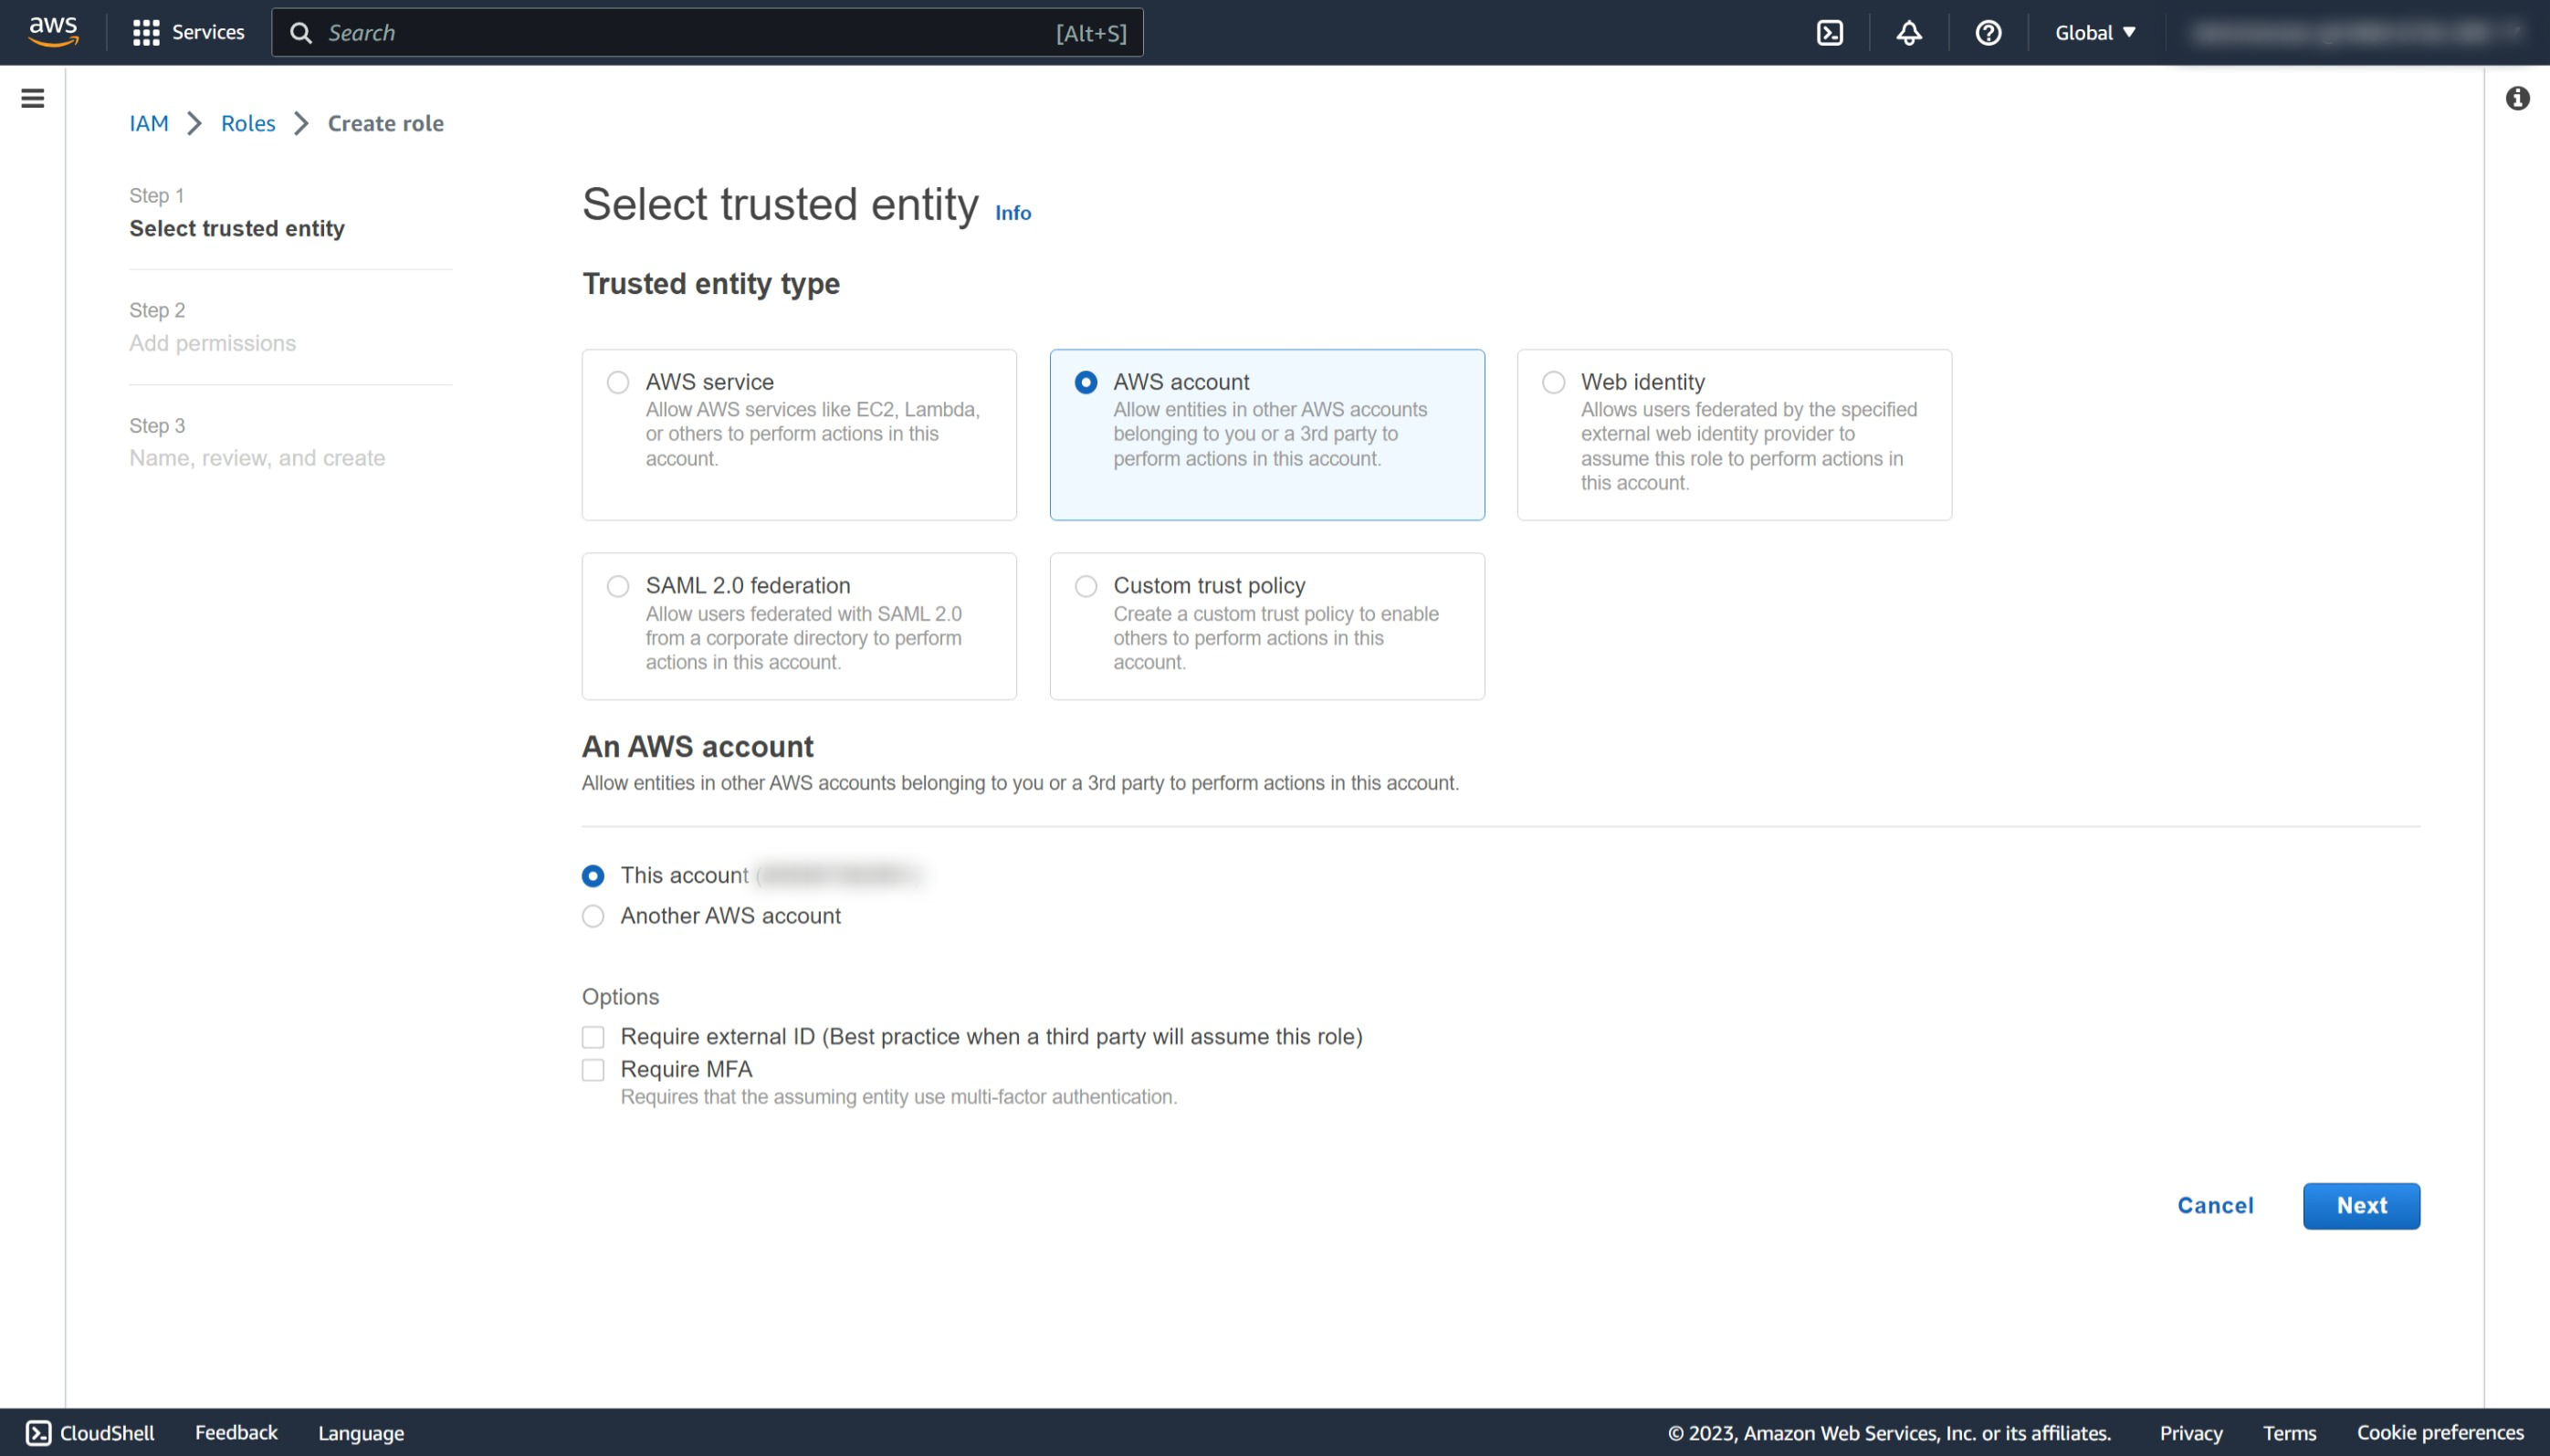 aws Services Search [Alt+S] Global
IAM Roles Create role
Step 1
Select trusted entity
Step 2
Add permissions
Step 3
Name, review, and create
Select trusted entity Info
Trusted entity type
AWS service
Allow AWS services like EC2, Lambda,
or others to perform actions in this
account.
AWS account
Allow entities in other AWS accounts
belonging to you or a 3rd party to
perform actions in this account.
Web identity
Allows users federated by the specified
external web identity provider to
assume this role to perform actions in
this account.
SAML 2.0 federation
Allow users federated with SAML 2.0
from a corporate directory to perform
actions in this account.
Custom trust policy
Create a custom trust policy to enable
others to perform actions in this
account.
An AWS account
Allow entities in other AWS accounts belonging to you or a 3rd party to perform actions in this account.
This account
Another AWS account
Options
Require external ID (Best practice when a third party will assume this role)
Require MFA
Requires that the assuming entity use multi-factor authentication.
Cancel Next
CloudShell Feedback Language © 2023, Amazon Web Services, Inc. or its affiliates. Privacy Terms Cookie preferences